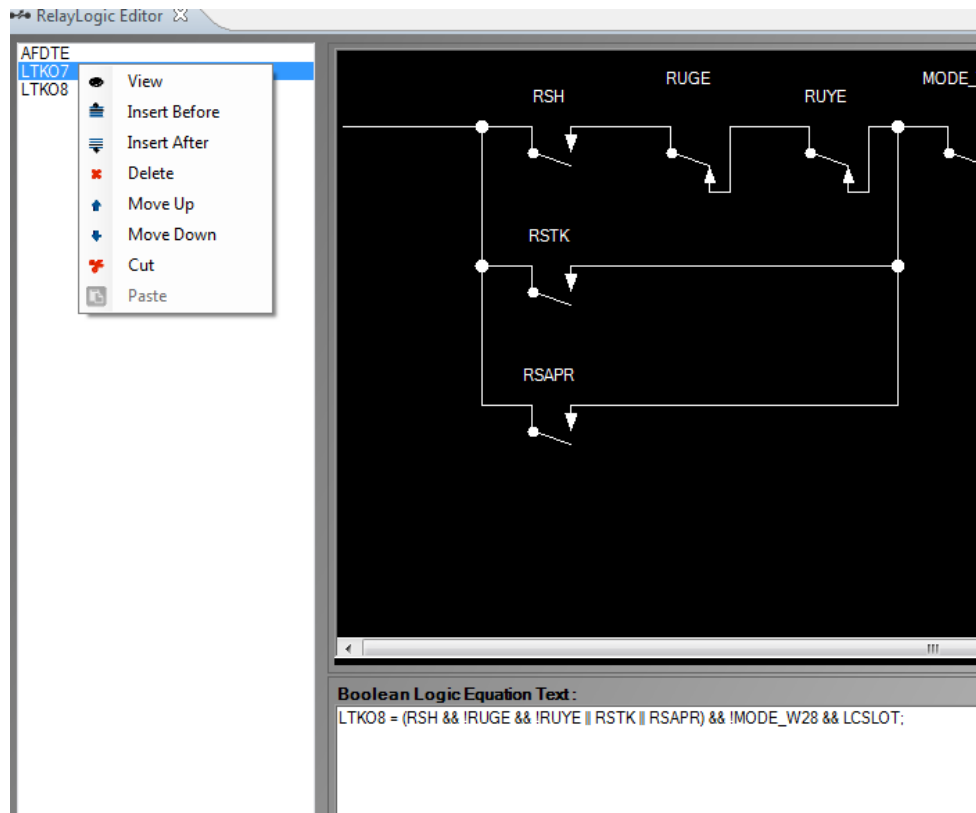 RelayLogic Editor
AFDTE
LTKO7
LTKO8
View
Insert Before
Insert After
Delete
Move Up
Move Down
Cut
Paste
RSH
RUGE
RUYE
MODE_
RSTK
RSAPR
Boolean Logic Equation Text :
LTKO8 = (RSH && !RUGE && !RUYE || RSTK || RSAPR) && !MODE_W28 && LCSLOT;